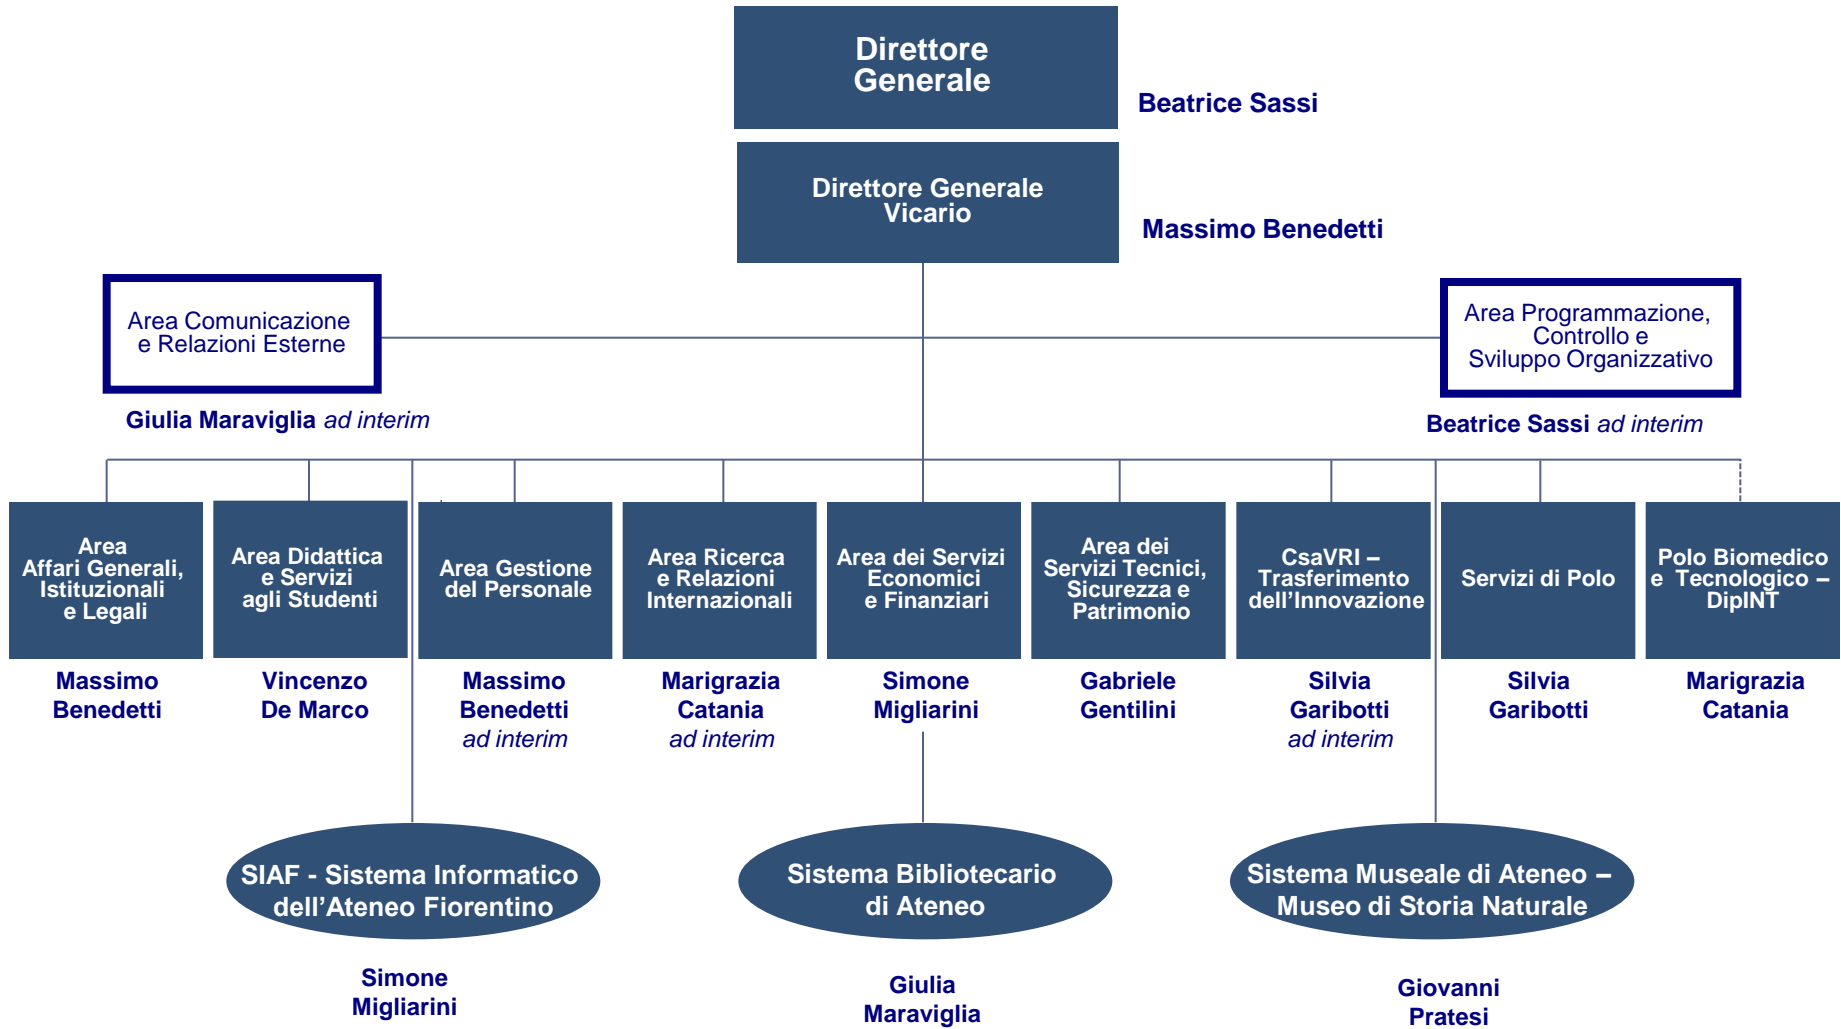 Direttore
Generale
Beatrice Sassi
Direttore Generale
Vicario
Massimo Benedetti
Area Comunicazione
e Relazioni Esterne
Giulia Maraviglia ad interim
Area Programmazione,
Controllo e
Sviluppo Organizzativo
Beatrice Sassi ad interim
Area
Affari Generali,
Istituzionali
e Legali
Massimo
Benedetti
Area Didattica
e Servizi
agli Studenti
Vincenzo
De Marco
Area Gestione
del Personale
Massimo
Benedetti
ad interim
Area Ricerca
e Relazioni
Internazionali
Marigrazia
Catania
ad interim
Area dei Servizi
Economici
e Finanziari
Simone
Migliarini
Area dei
Servizi Tecnici,
Sicurezza e
Patrimonio
Gabriele
Gentilini
CsaVRI –
Trasferimento
dell’Innovazione
Silvia
Garibotti
ad interim
Servizi di Polo
Silvia
Garibotti
Polo Biomedico
e Tecnologico –
DipINT
Marigrazia
Catania
SIAF - Sistema Informatico
dell’Ateneo Fiorentino
Simone
Migliarini
Sistema Bibliotecario
di Ateneo
Giulia
Maraviglia
Sistema Museale di Ateneo –
Museo di Storia Naturale
Giovanni
Pratesi